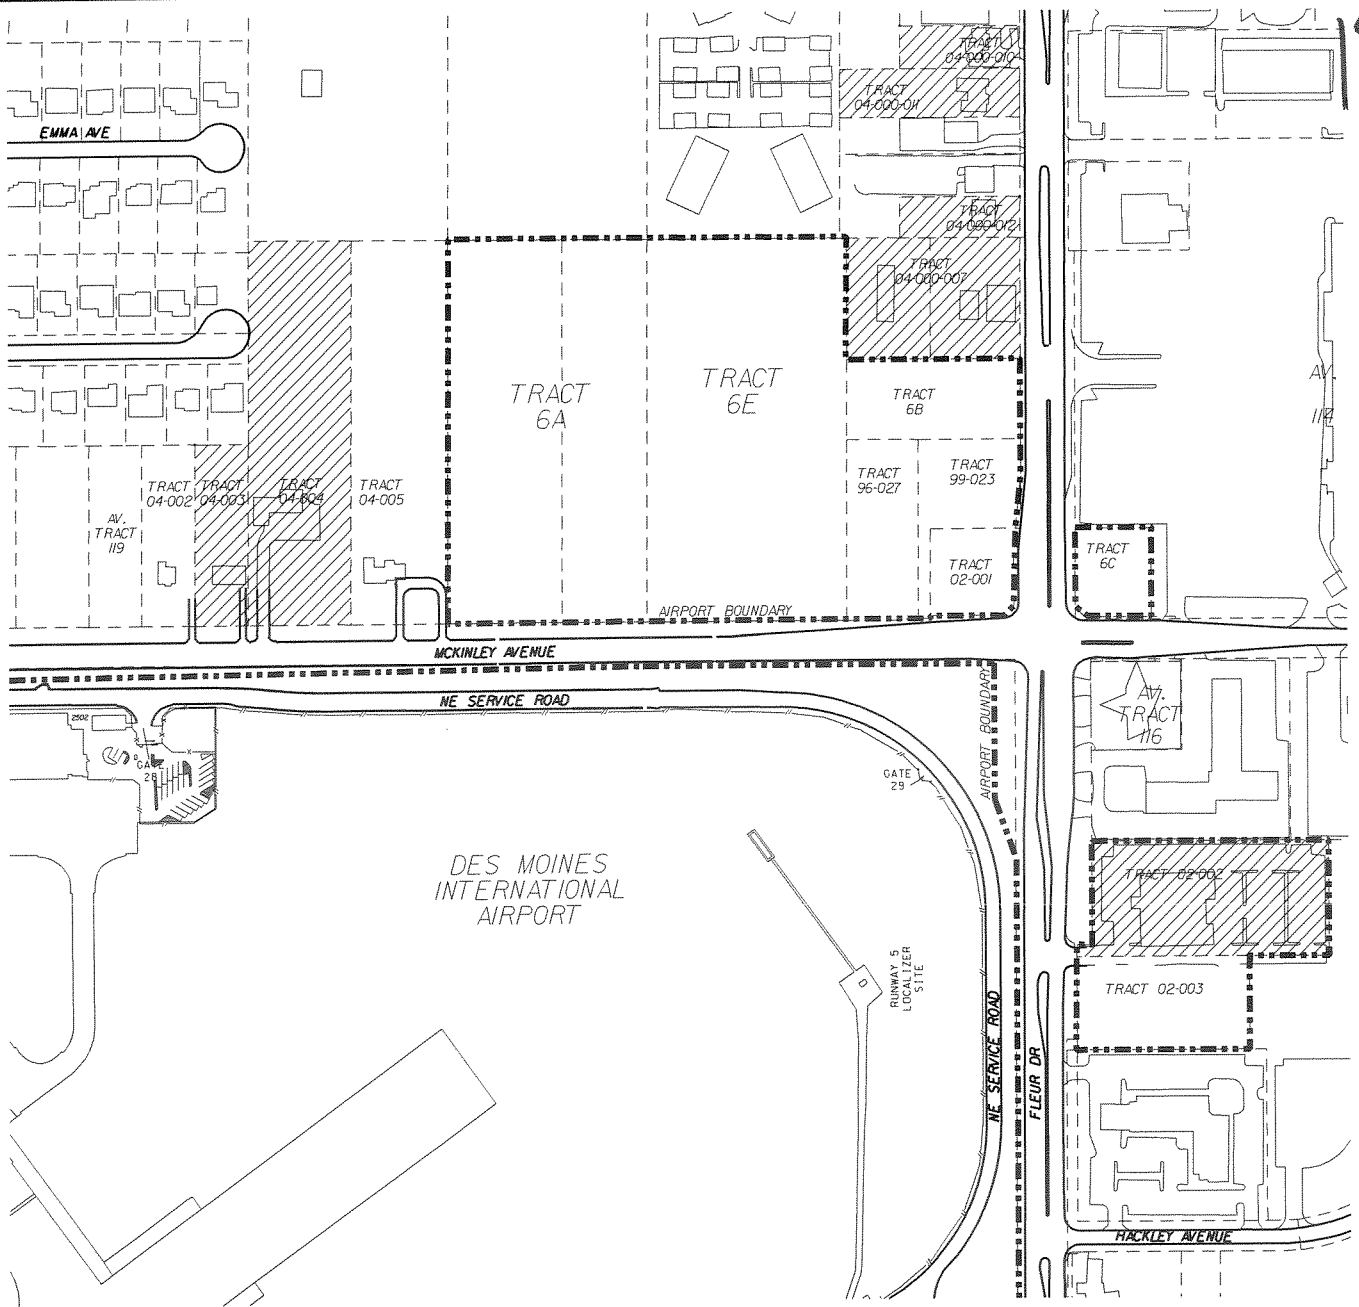 TRACT
04-000-010
TRACT
04-000-011
EMMA AVE
TRACT
04-000-012
TRACT
04-000-007
TRACT
6A
TRACT
6E
TRACT
6B
AV.
114
TRACT
04-002
TRACT
04-003
TRACT
04-004
TRACT
04-005
TRACT
96-027
TRACT
99-023
AV.
TRACT
119
TRACT
02-001
TRACT
6C
AIRPORT BOUNDARY
MCKINLEY AVENUE
NE SERVICE ROAD
AIRPORT BOUNDARY
AV.
TRACT
116
2502
GATE
28
GATE
29
DES MOINES
INTERNATIONAL
AIRPORT
TRACT 02-002
RUNWAY 5
LOCALIZER
SITE
TRACT 02-003
NE SERVICE ROAD
FLEUR DR
HACKLEY AVENUE